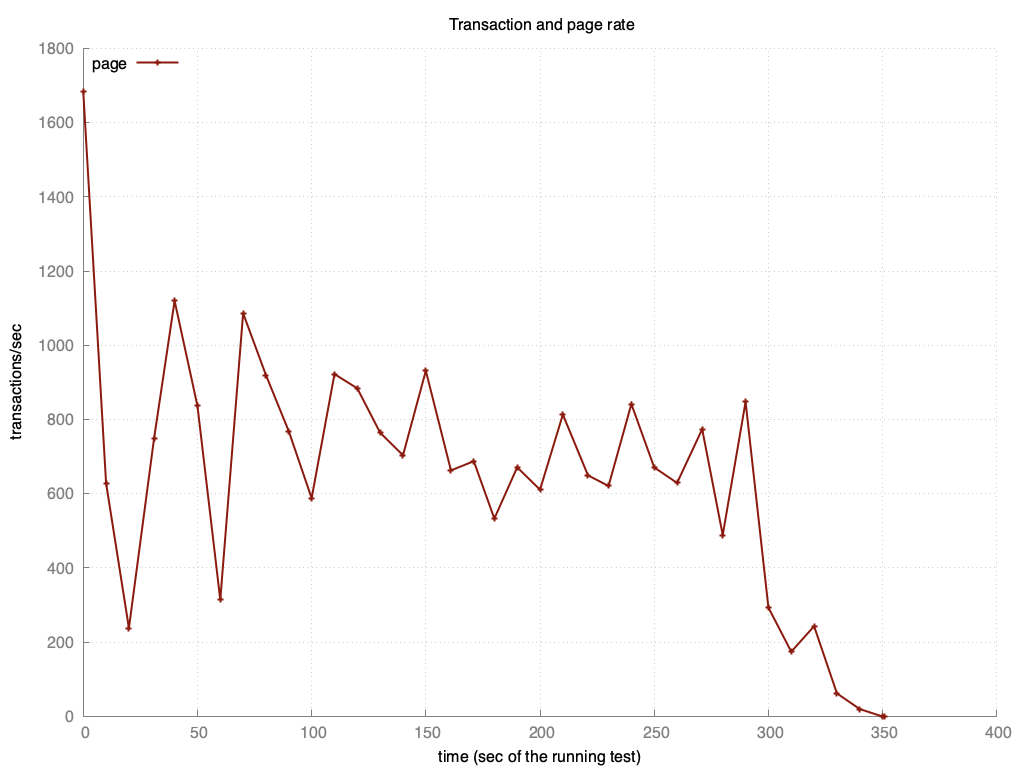 Transaction and page rate
1800
page
1600
1400
1200
1000
800
600
400
200
0
transactions/sec
0 50 100 150 200 250 300 350 400
time (sec of the running test)